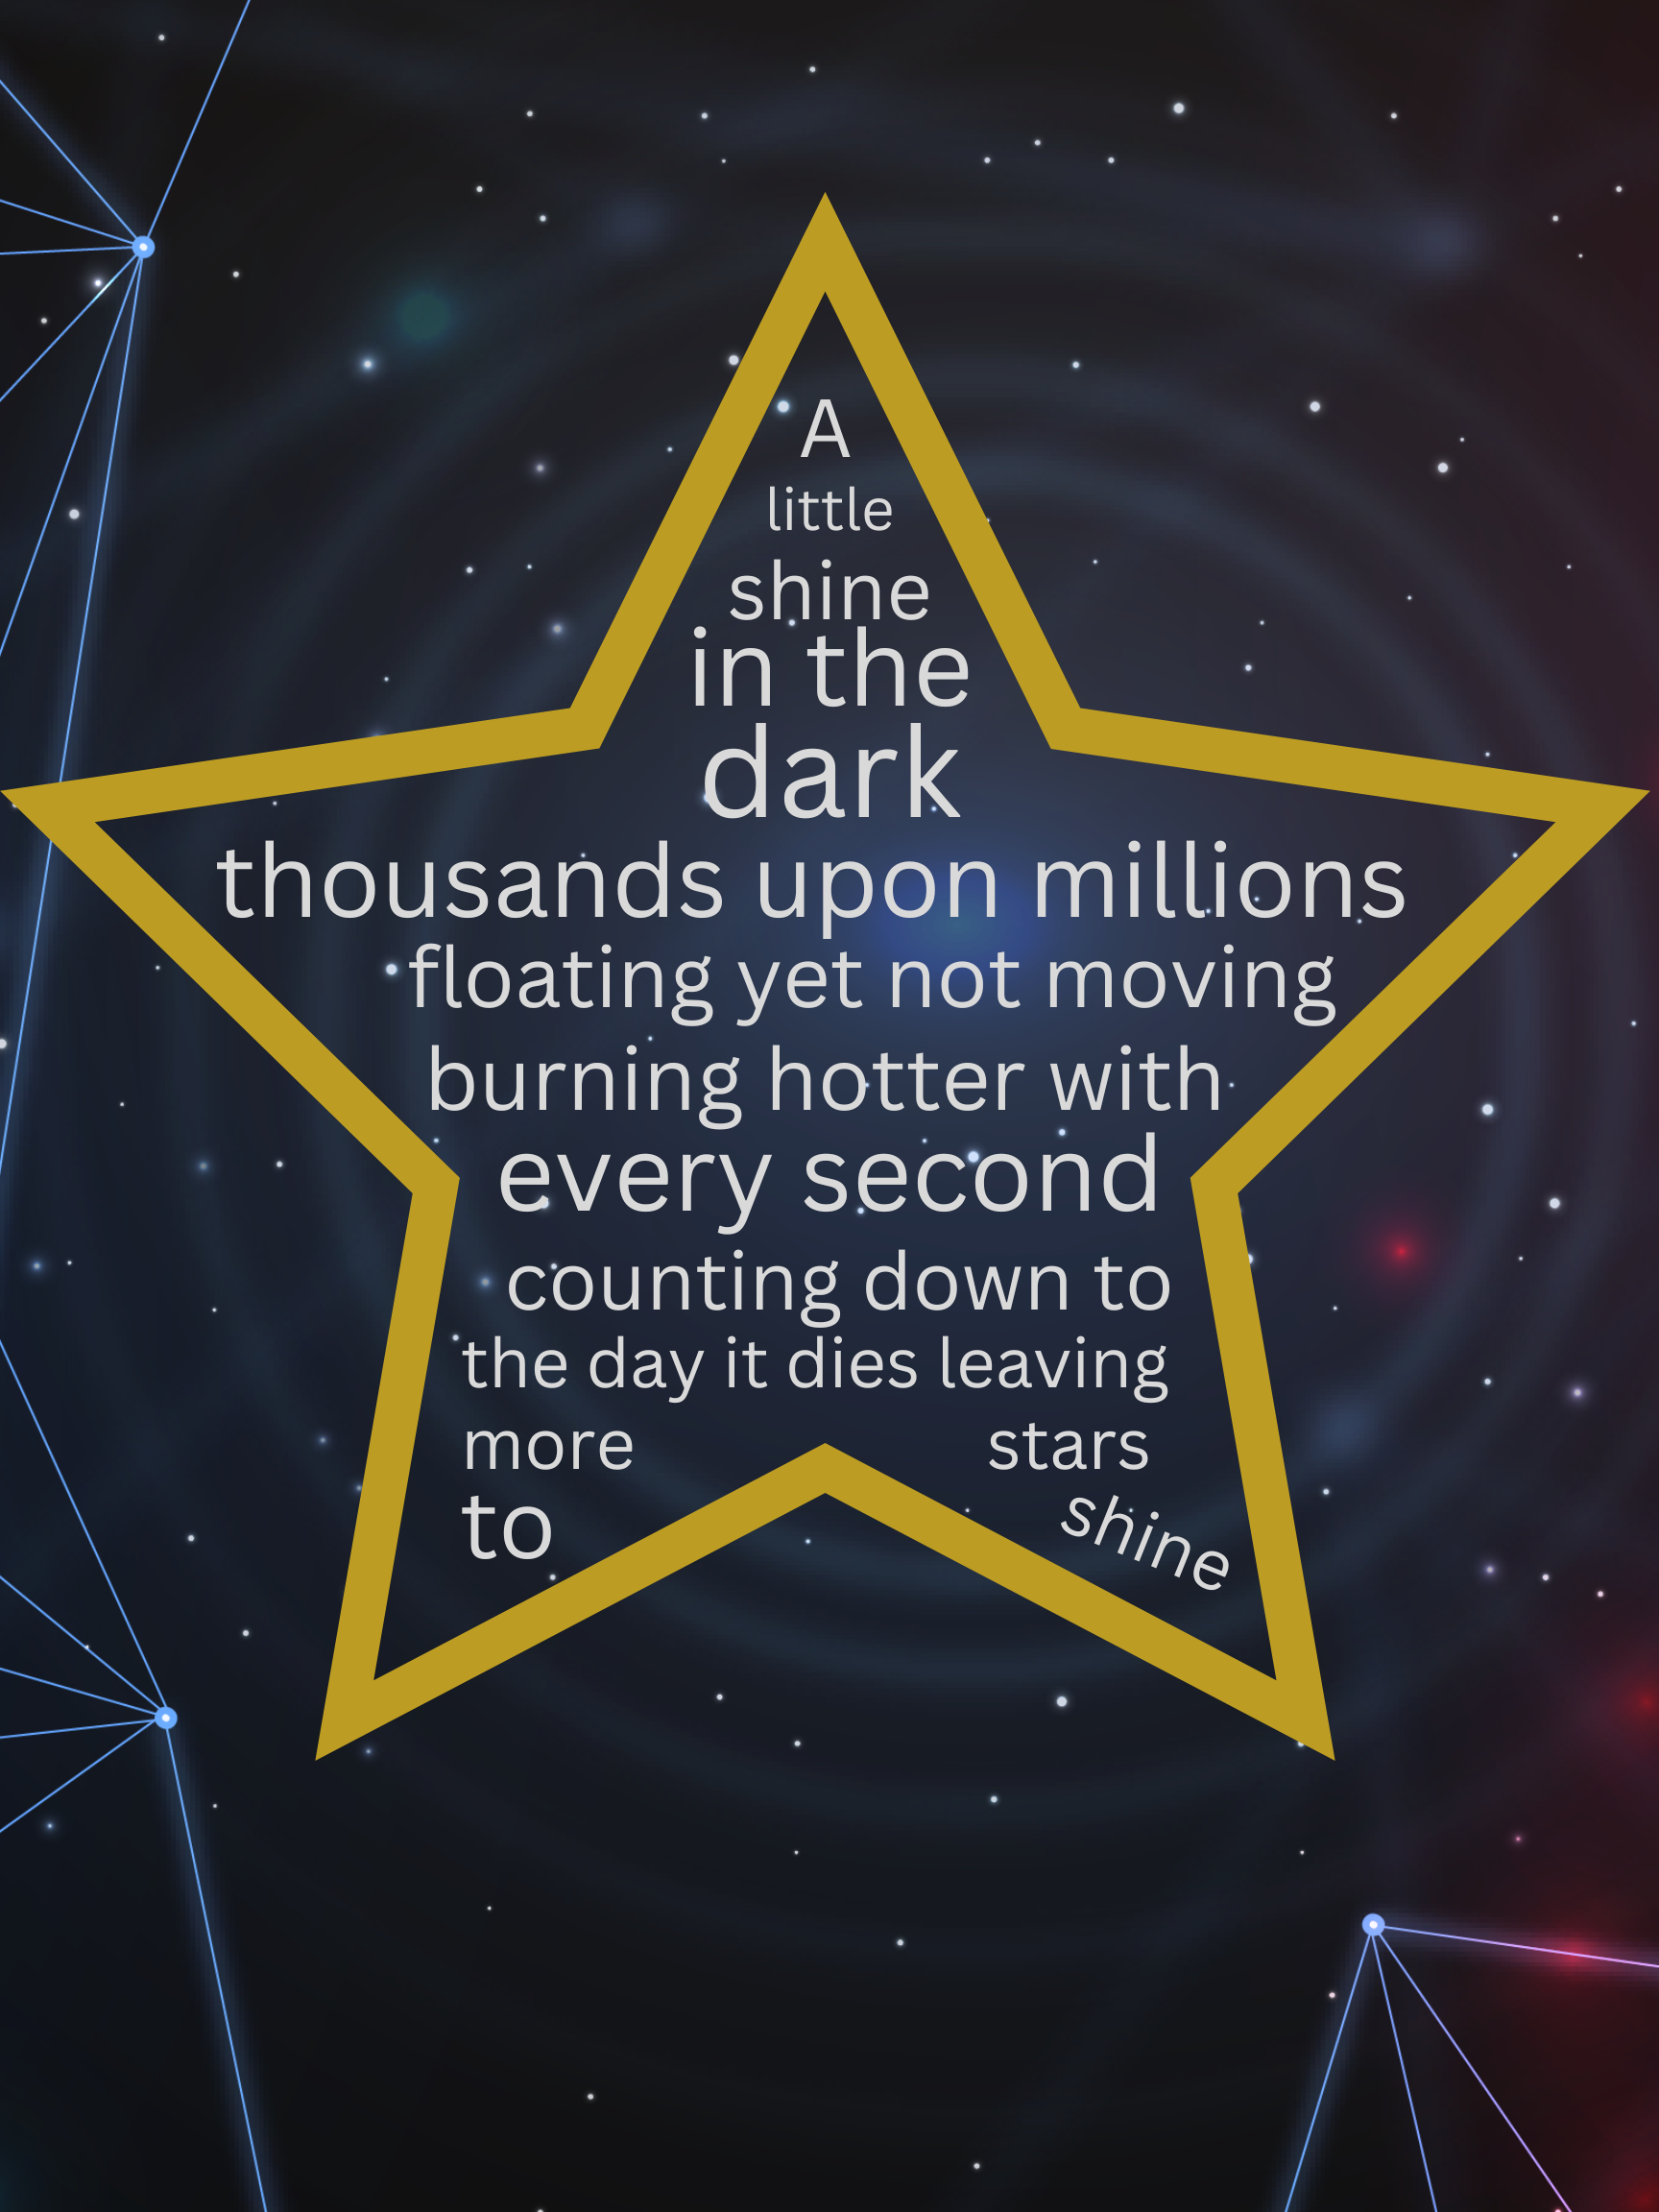 A
little
shine
in the
dark
thousands upon millions
floating yet not moving
burning hotter with
every second
counting down to
the day it dies leaving
more stars
to shine